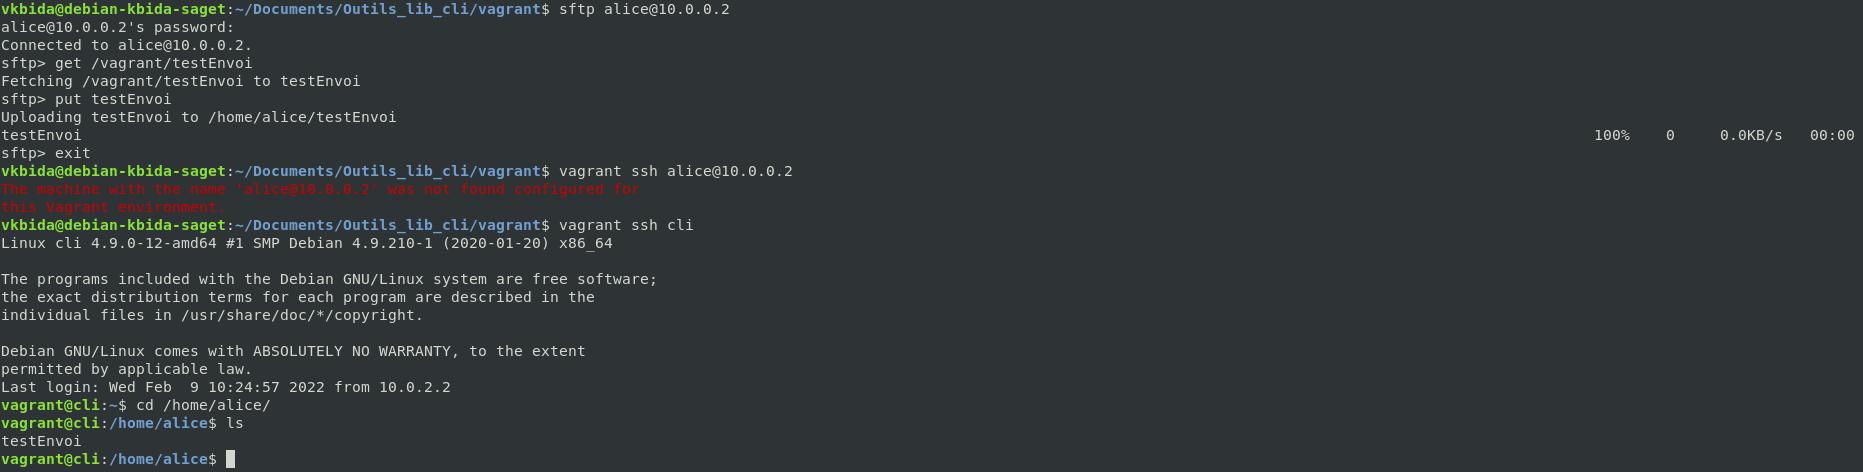 vkbida@debian-kbida-saget:~/Documents/Outils_lib_cli/vagrant$ sftp alice@10.0.0.2
alice@10.0.0.2's password:
Connected to alice@10.0.0.2.
sftp> get /vagrant/testEnvoi
Fetching /vagrant/testEnvoi to testEnvoi
sftp> put testEnvoi
Uploading testEnvoi to /home/alice/testEnvoi
testEnvoi 100% 0 0.0KB/s 00:00
sftp> exit
vkbida@debian-kbida-saget:~/Documents/Outils_lib_cli/vagrant$ vagrant ssh alice@10.0.0.2
The machine with the name 'alice@10.0.0.2' was not found configured for
this Vagrant environment.
vkbida@debian-kbida-saget:~/Documents/Outils_lib_cli/vagrant$ vagrant ssh cli
Linux cli 4.9.0-12-amd64 #1 SMP Debian 4.9.210-1 (2020-01-20) x86_64

The programs included with the Debian GNU/Linux system are free software;
the exact distribution terms for each program are described in the
individual files in /usr/share/doc/*/copyright.

Debian GNU/Linux comes with ABSOLUTELY NO WARRANTY, to the extent
permitted by applicable law.
Last login: Wed Feb  9 10:24:57 2022 from 10.0.2.2
vagrant@cli:~$ cd /home/alice/
vagrant@cli:/home/alice$ ls
testEnvoi
vagrant@cli:/home/alice$